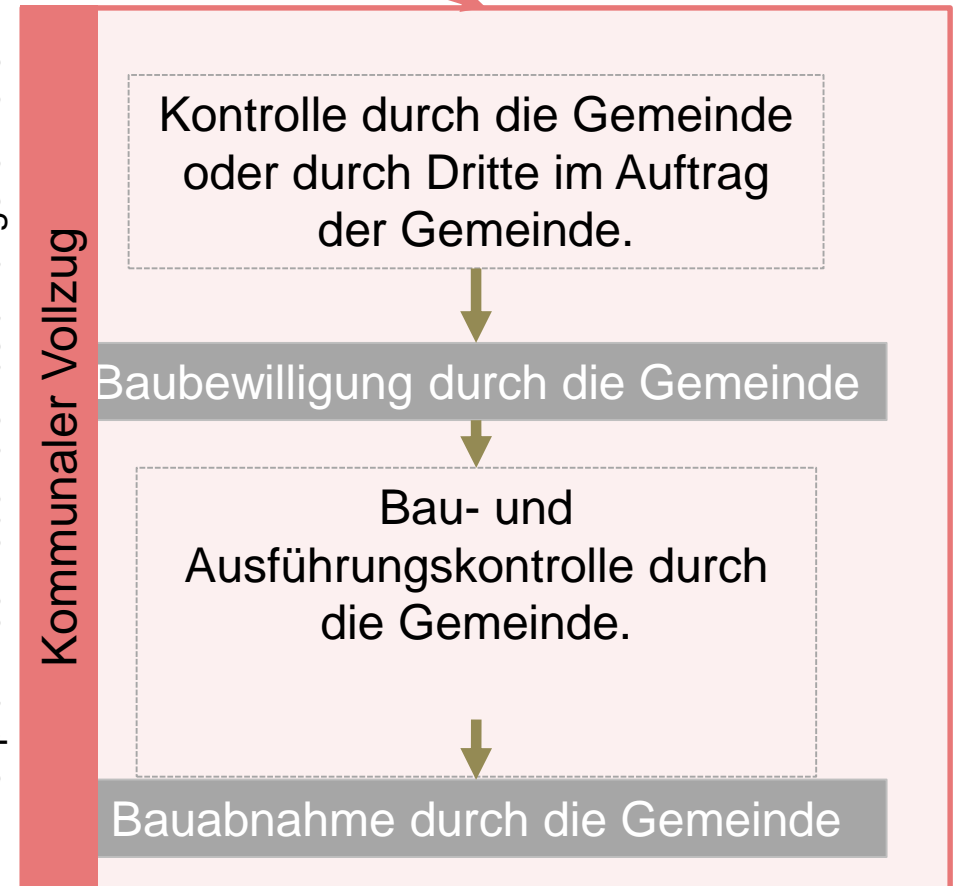 Kommunaler Vollzug
Kontrolle durch die Gemeinde
oder durch Dritte im Auftrag
der Gemeinde.
Baubewilligung durch die Gemeinde
Bau- und
Ausführungskontrolle durch
die Gemeinde.
Bauabnahme durch die Gemeinde